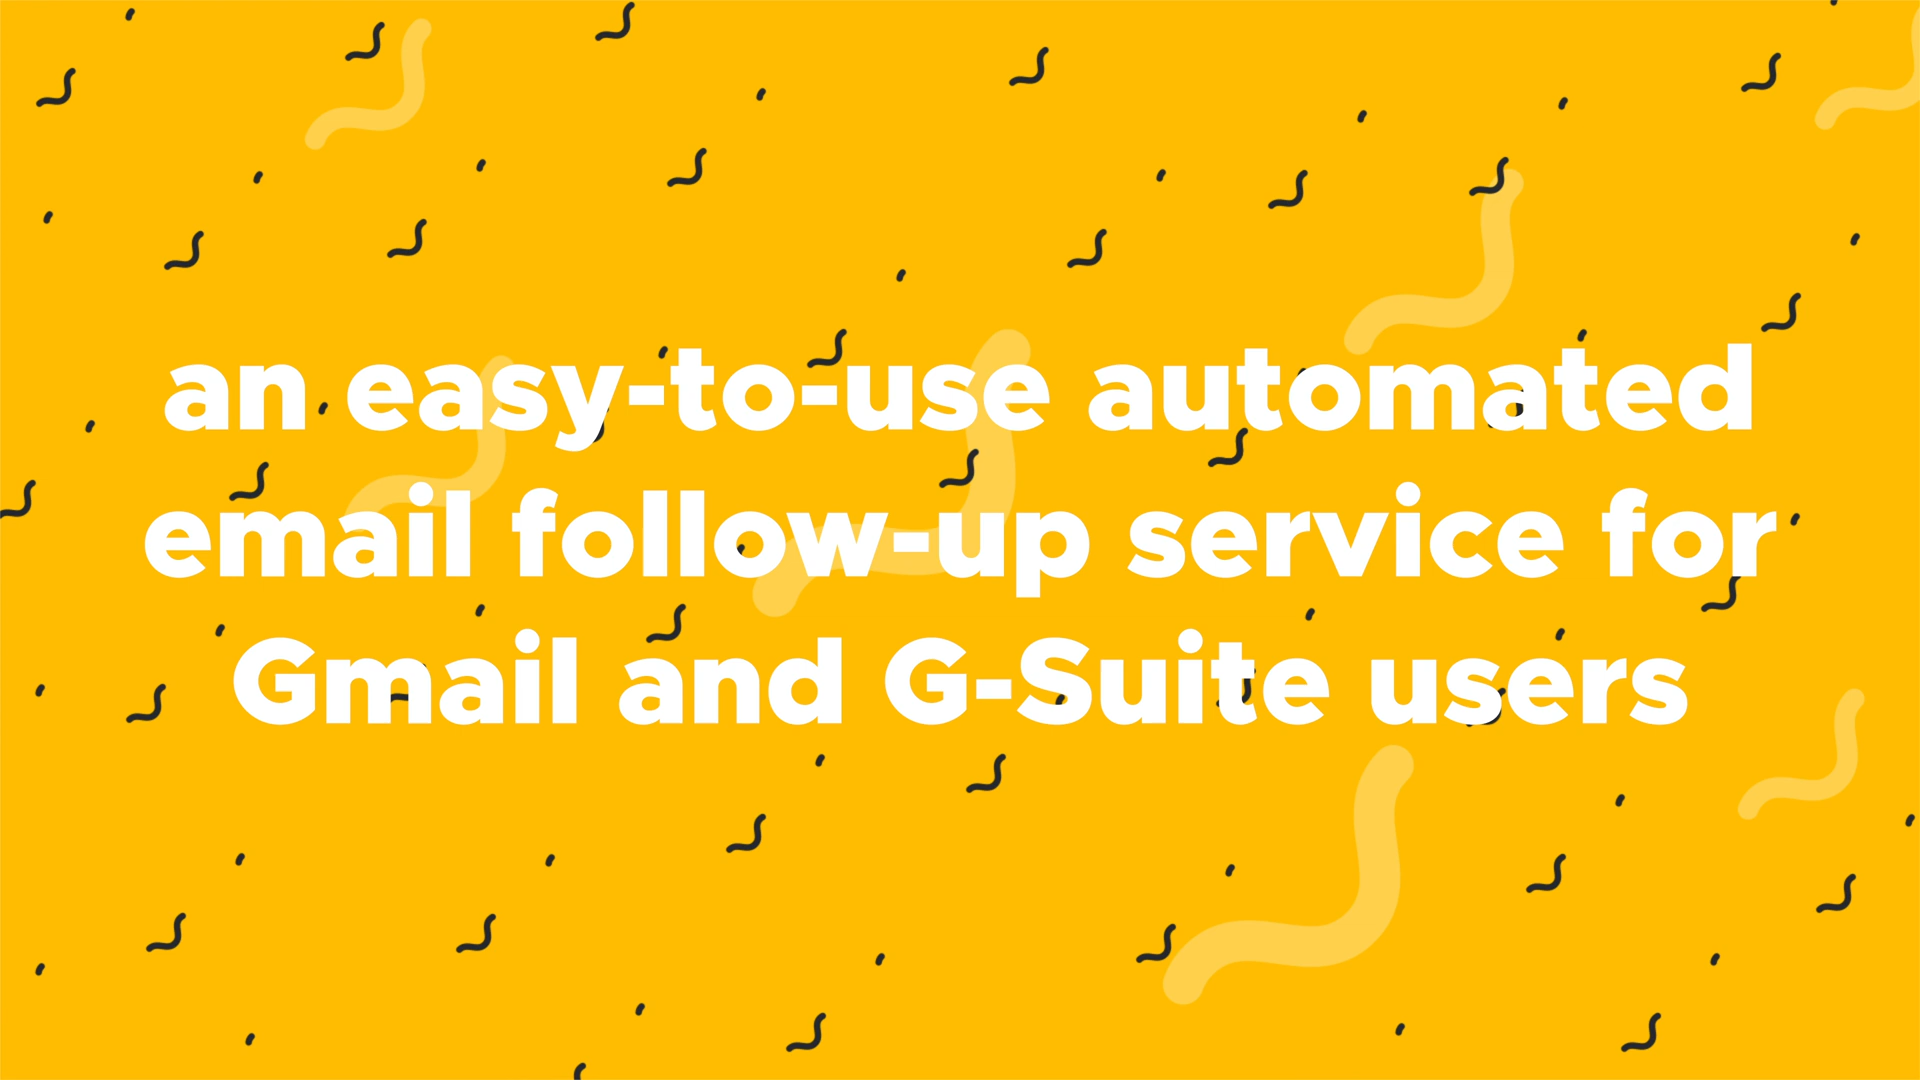 an easy-to-use automated
email follow-up service for
Gmail and G-Suite users